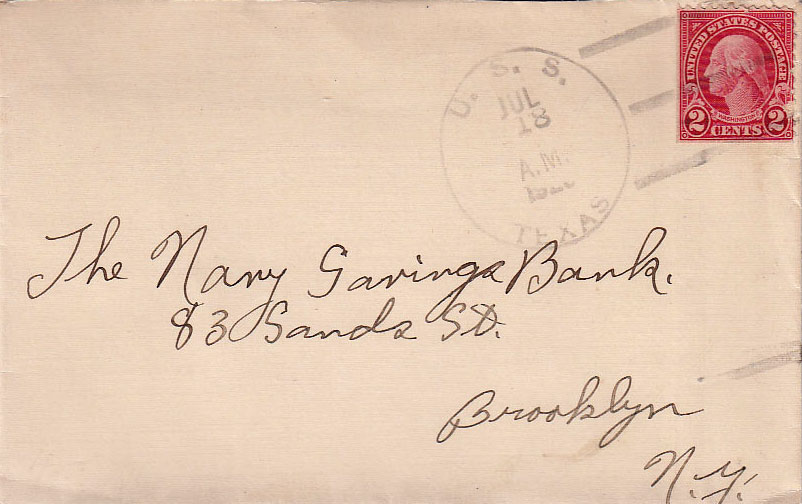 UNITED STATES POSTAGE
WASHINGTON
2 CENTS 2
U. S. S.
JUL
18
A.M.
TEXAS
The Navy Savings Bank.
83 Sands St.
Brooklyn
N.Y.